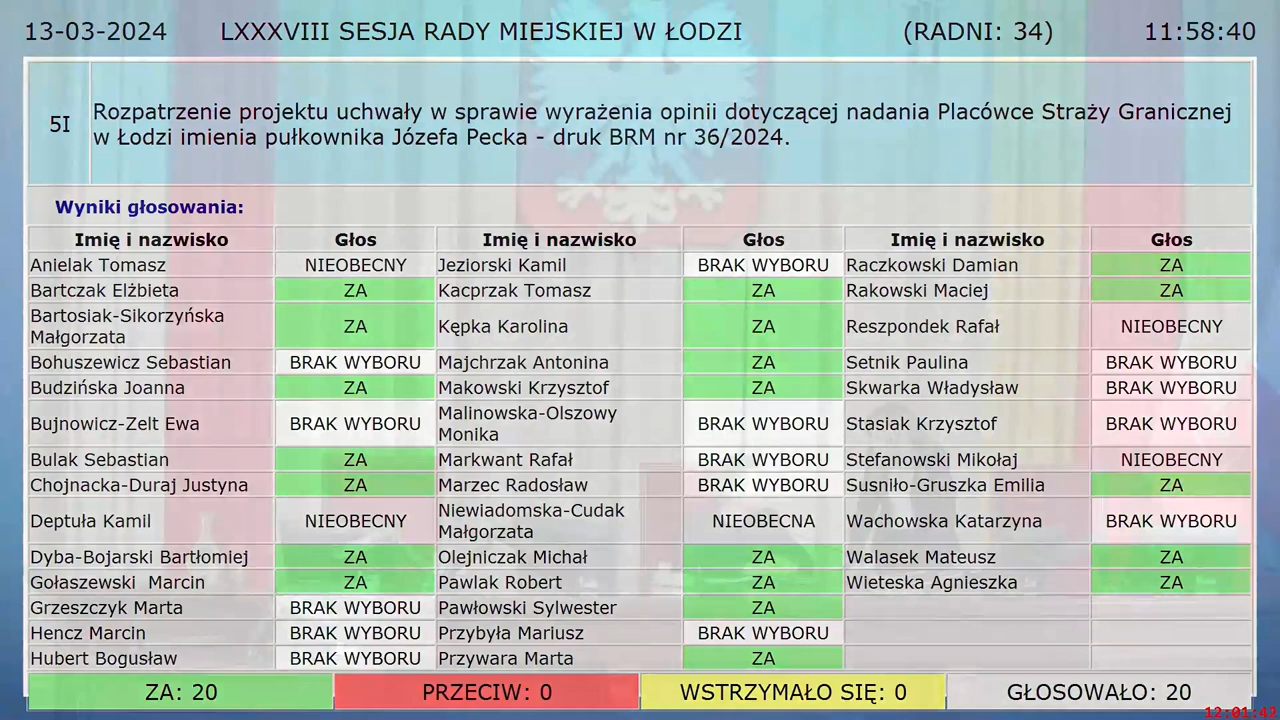 13-03-2024 LXXXVIII SESJA RADY MIEJSKIEJ W ŁODZI (RADNI: 34) 11:58:40
5I Rozpatrzenie projektu uchwały w sprawie wyrażenia opinii dotyczącej nadania Placówce Straży Granicznej
w Łodzi imienia pułkownika Józefa Pecka - druk BRM nr 36/2024.
Wyniki głosowania:
Imię i nazwisko Głos Imię i nazwisko Głos Imię i nazwisko Głos
Anielak Tomasz NIEOBECNY Jeziorski Kamil BRAK WYBORU Raczkowski Damian ZA
Bartczak Elżbieta ZA Kacprzak Tomasz ZA Rakowski Maciej ZA
Bartosiak-Sikorzyńska
Małgorzata ZA Kępka Karolina ZA Reszpondek Rafał NIEOBECNY
Bohuszewicz Sebastian BRAK WYBORU Majchrzak Antonina ZA Setnik Paulina BRAK WYBORU
Budzińska Joanna ZA Makowski Krzysztof ZA Skwarka Władysław BRAK WYBORU
Bujnowicz-Zelt Ewa BRAK WYBORU Malinowska-Olszowy
Monika BRAK WYBORU Stasiak Krzysztof BRAK WYBORU
Bulak Sebastian ZA Markwant Rafał BRAK WYBORU Stefanowski Mikołaj NIEOBECNY
Chojnacka-Duraj Justyna ZA Marzec Radosław BRAK WYBORU Susniło-Gruszka Emilia ZA
Deptuła Kamil NIEOBECNY Niewiadomska-Cudak
Małgorzata NIEOBECNA Wachowska Katarzyna BRAK WYBORU
Dyba-Bojarski Bartłomiej ZA Olejniczak Michał ZA Walasek Mateusz ZA
Gołaszewski Marcin ZA Pawlak Robert ZA Wieteska Agnieszka ZA
Grzeszczyk Marta BRAK WYBORU Pawłowski Sylwester ZA
Hencz Marcin BRAK WYBORU Przybyła Mariusz BRAK WYBORU
Hubert Bogusław BRAK WYBORU Przywara Marta ZA
ZA: 20 PRZECIW: 0 WSTRZYMAŁO SIĘ: 0 GŁOSOWAŁO: 20
12:01:43